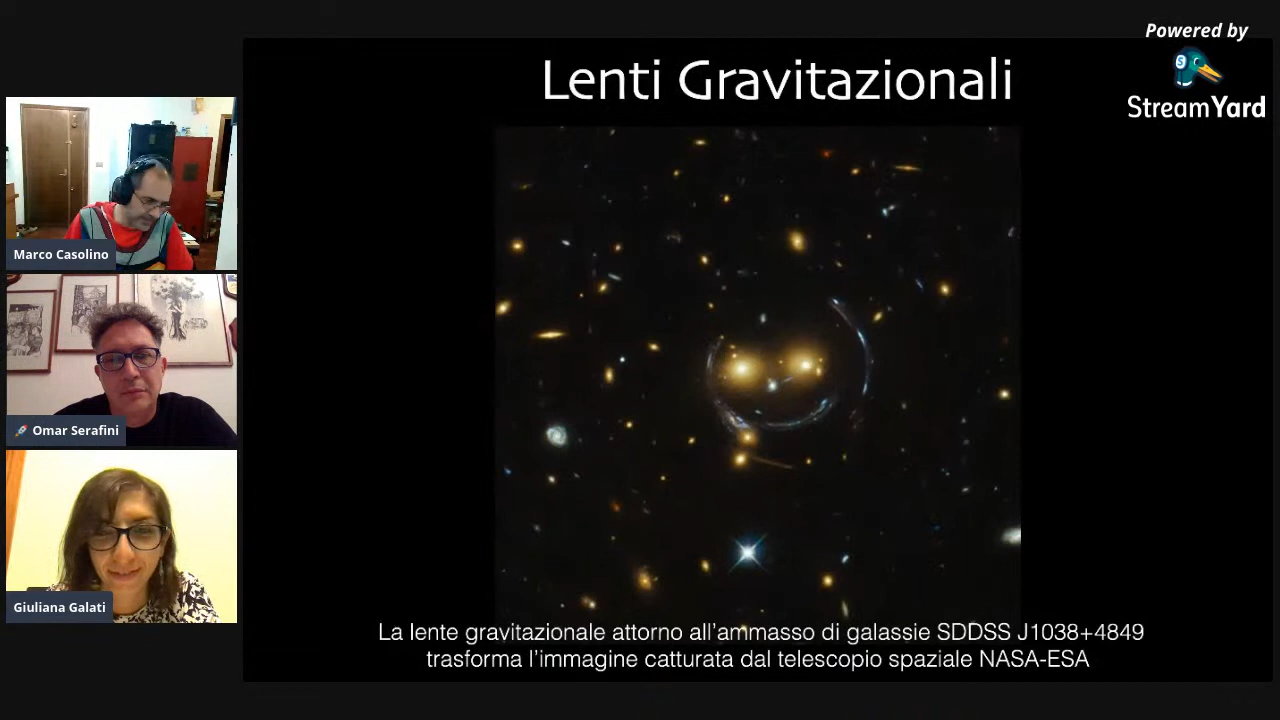 Powered by
StreamYard
Lenti Gravitazionali
Marco Casolino
Omar Serafini
Giuliana Galati
La lente gravitazionale attorno all'ammasso di galassie SDDSS J1038+4849
trasforma l'immagine catturata dal telescopio spaziale NASA-ESA